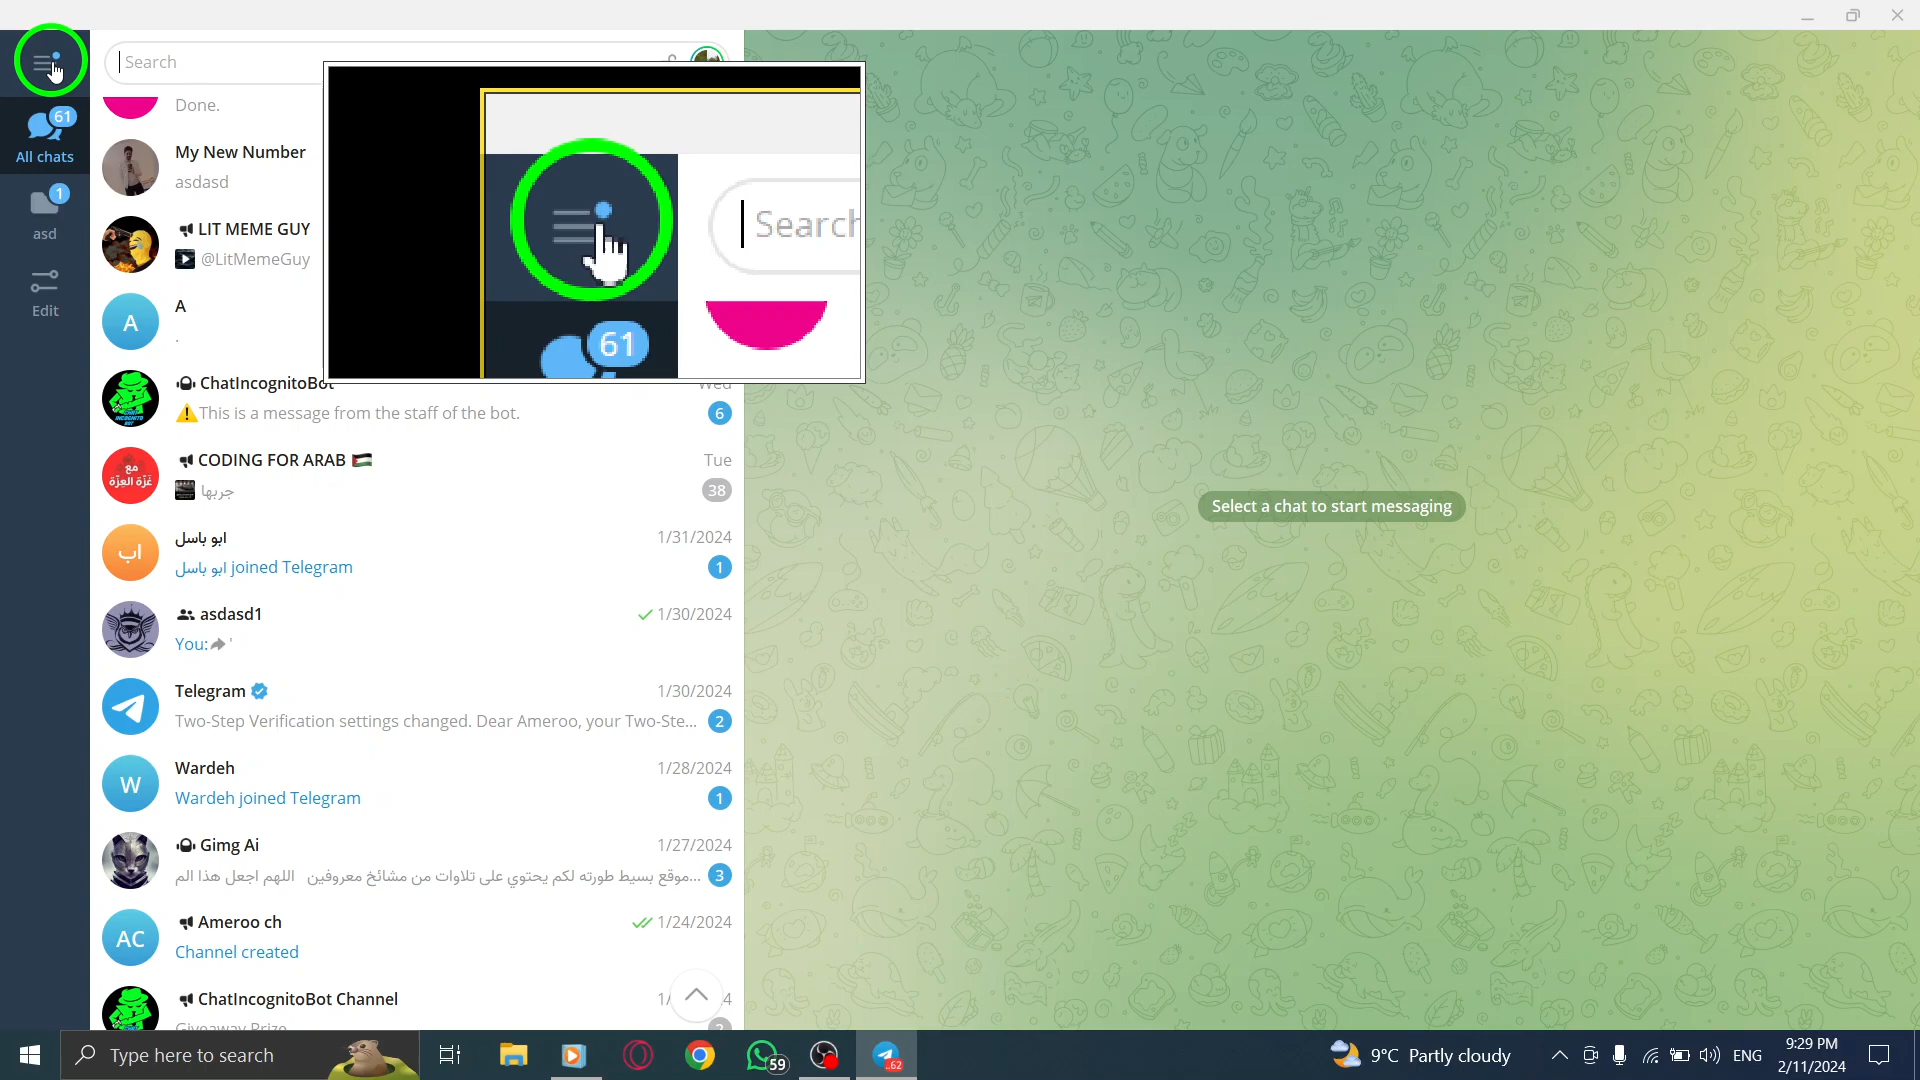 Search
Search
61
Done.
61
All chats
My New Number
asdasd
1
asd
LIT MEME GUY
@LitMemeGuy
Edit
A
A
.
ChatIncognitoBot
⚠️This is a message from the staff of the bot.
6
CODING FOR ARAB 🇵🇸
Tue
مع
غَزّة العِزّة
جربها
38
اب
ابو باسل
1/31/2024
ابو باسل joined Telegram
1
asdasd1
1/30/2024
You: '
Telegram
1/30/2024
Two-Step Verification settings changed. Dear Ameroo, your Two-Ste...
2
W
Wardeh
1/28/2024
Wardeh joined Telegram
1
Gimg Ai
1/27/2024
موقع بسيط طورته لكم يحتوي على تلاوات من مشائخ معروفين اللهم اجعل هذا الم...
3
AC
Ameroo ch
1/24/2024
Channel created
ChatIncognitoBot Channel
Select a chat to start messaging
Type here to search
59
62
9°C Partly cloudy
ENG
9:29 PM
2/11/2024